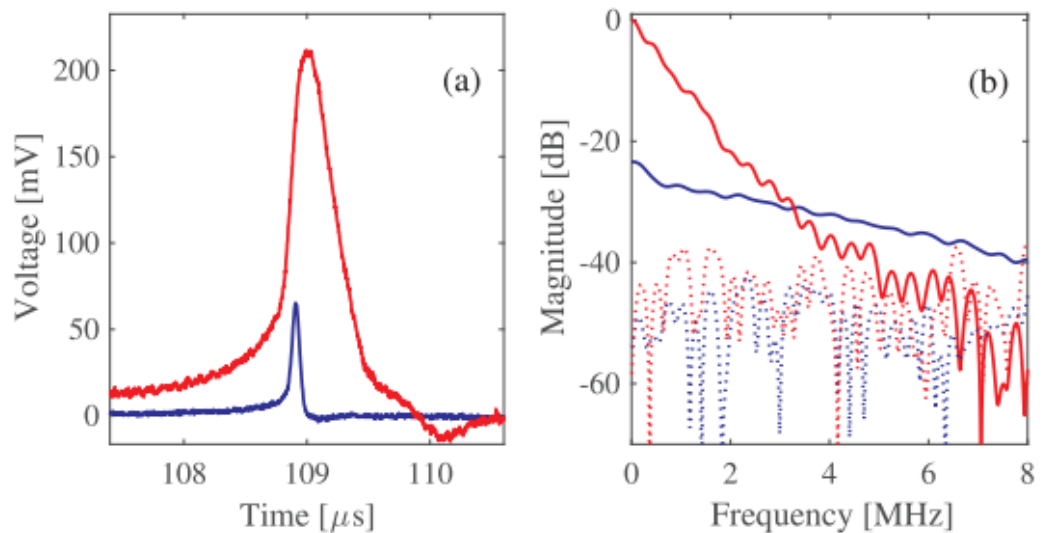 (a)
Voltage [mV]
200
150
100
50
0
108
109
110
Time [μs]
(b)
Magnitude [dB]
0
-20
-40
-60
0
2
4
6
8
Frequency [MHz]